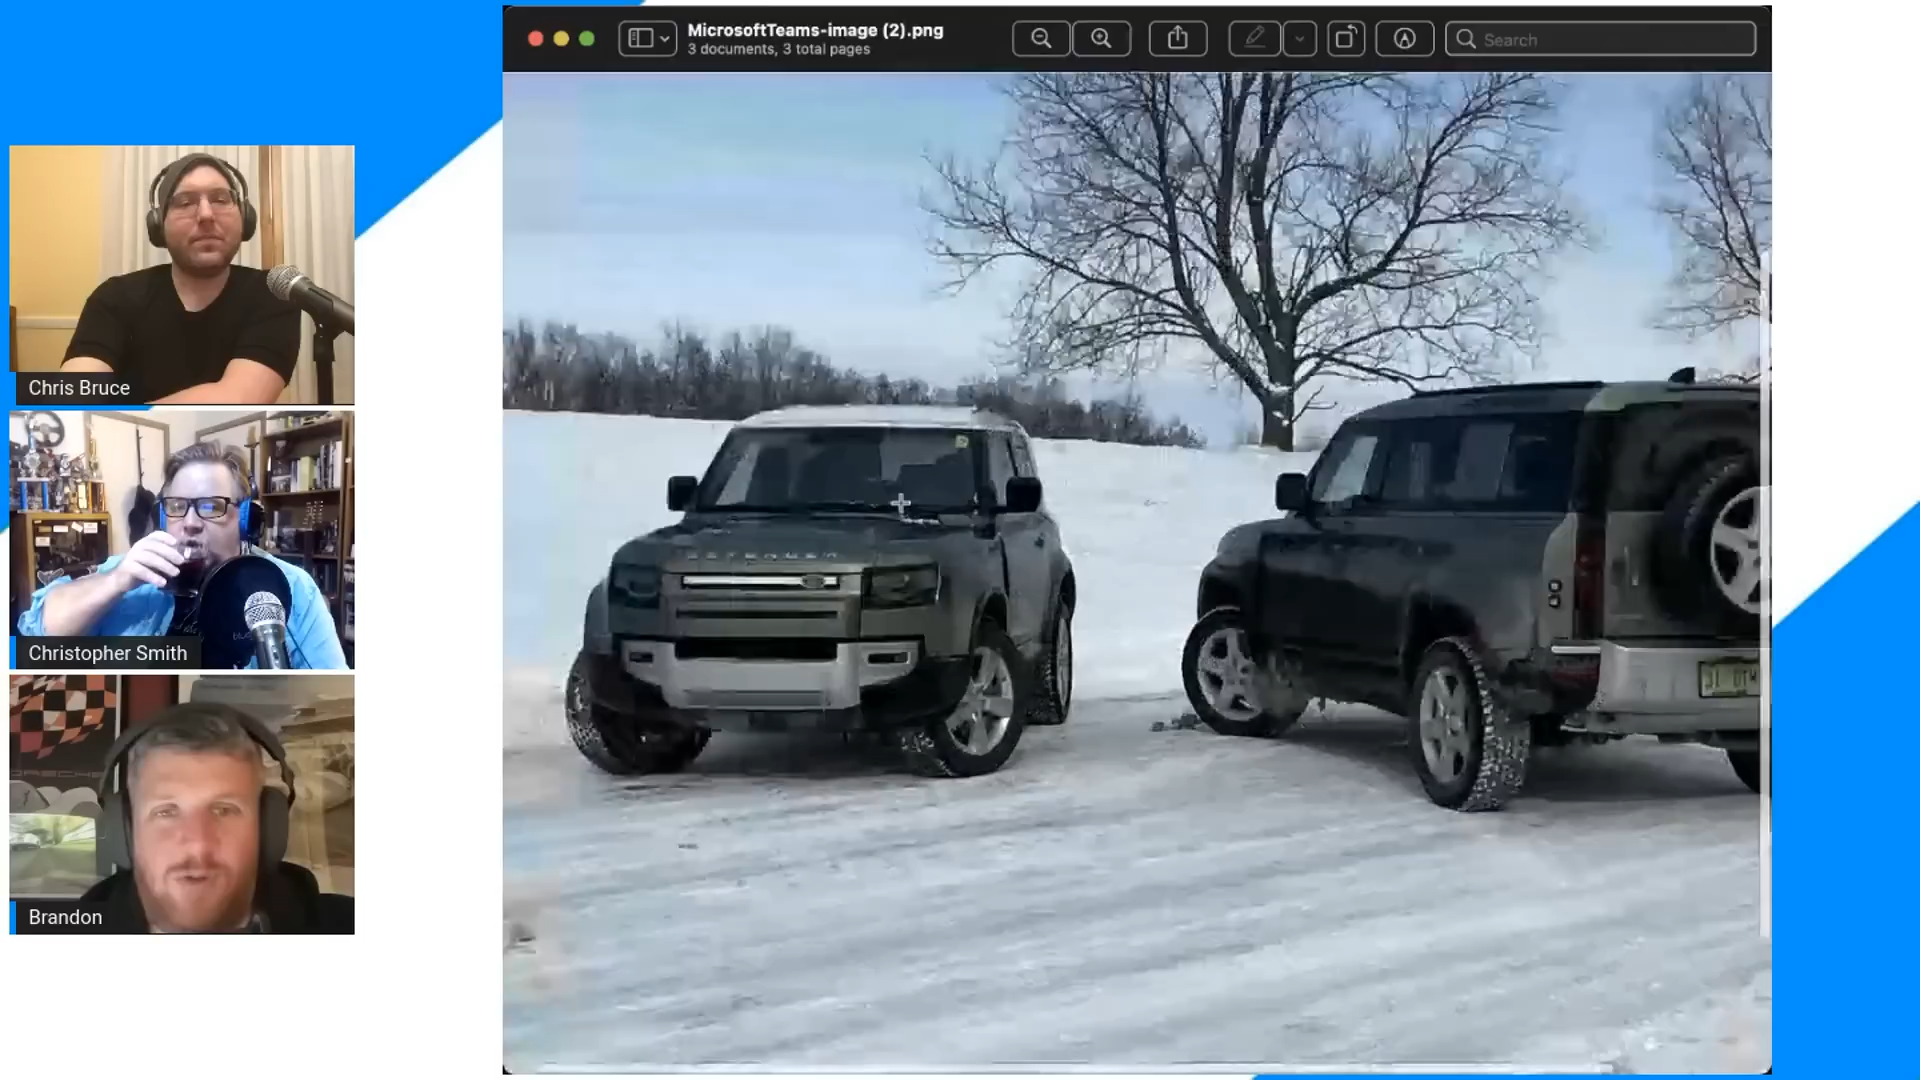 MicrosoftTeams-image (2).png
3 documents, 3 total pages
Search
Chris Bruce
Christopher Smith
Brandon
DEFENDER